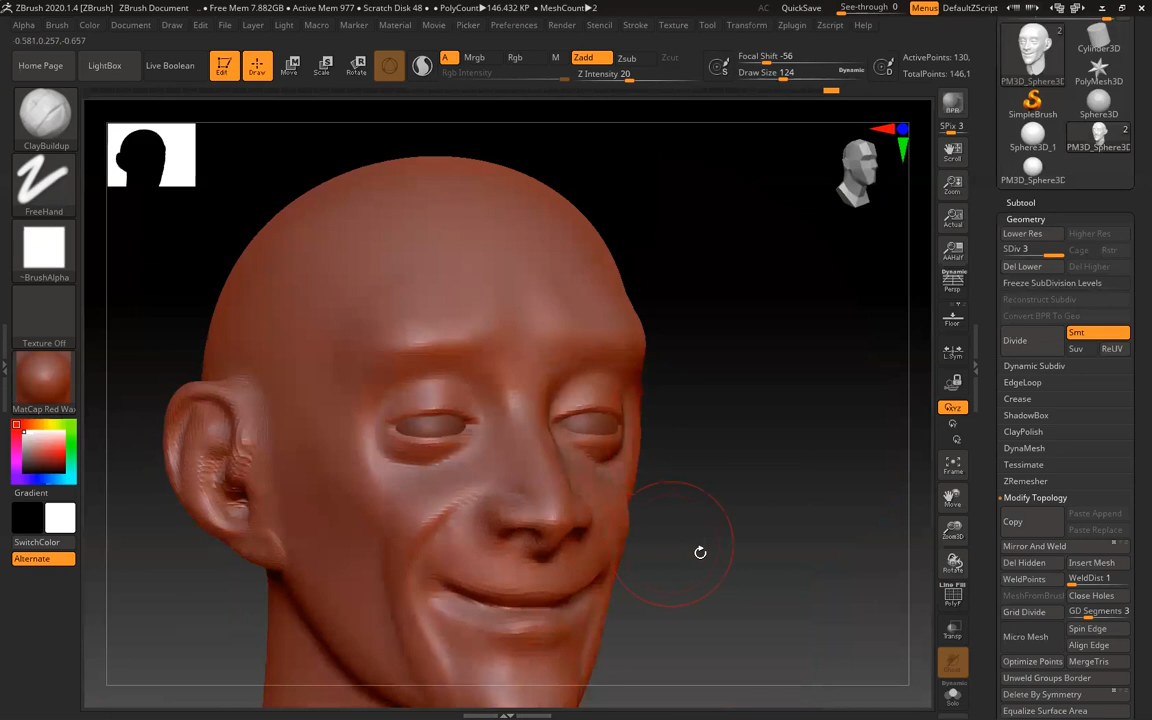 ZBrush 2020.1.4 [ZBrush] ZBrush Document .. • Free Mem 7.882GB • Active Mem 977 • Scratch Disk 48 • PolyCount▸146.432 KP • MeshCount▸2 AC QuickSave See-through 0 Menus DefaultZScript
Alpha Brush Color Document Draw Edit File Layer Light Macro Marker Material Movie Picker Preferences Render Stencil Stroke Texture Tool Transform Zplugin Zscript Help
-0.581,0.257,-0.657
Home Page LightBox Live Boolean Edit Draw Move Scale Rotate A Mrgb Rgb M Zadd Zsub Zcut Focal Shift -56 ActivePoints: 130,
Rgb Intensity Z Intensity 20 Draw Size 124 Dynamic TotalPoints: 146,1
S D
ClayBuildup
FreeHand
~BrushAlpha
Texture Off
MatCap Red Wa
Gradient
SwitchColor
Alternate
BPR
SPix 3
Scroll
Zoom
Actual
AAHalf
Dynamic
Persp
Floor
L.Sym
XYZ
Frame
Move
Zoom3D
Rotate
Line Fill
PolyF
Transp
Ghost
Dynamic
Solo
2
PM3D_Sphere3D
Cylinder3D
PolyMesh3D
SimpleBrush Sphere3D
2
Sphere3D_1 PM3D_Sphere3D
PM3D_Sphere3D
Subtool
Geometry
Lower Res Higher Res
SDiv 3 Cage Rstr
Del Lower Del Higher
Freeze SubDivision Levels
Reconstruct Subdiv
Convert BPR To Geo
Divide Smt
Suv ReUV
Dynamic Subdiv
EdgeLoop
Crease
ShadowBox
ClayPolish
DynaMesh
Tessimate
ZRemesher
Modify Topology
Copy Paste Append
Paste Replace
Mirror And Weld
Del Hidden Insert Mesh
WeldPoints WeldDist 1
MeshFromBrush Close Holes
Grid Divide GD Segments 3
Micro Mesh Spin Edge
Align Edge
Optimize Points MergeTris
Unweld Groups Border
Delete By Symmetry
Equalize Surface Area